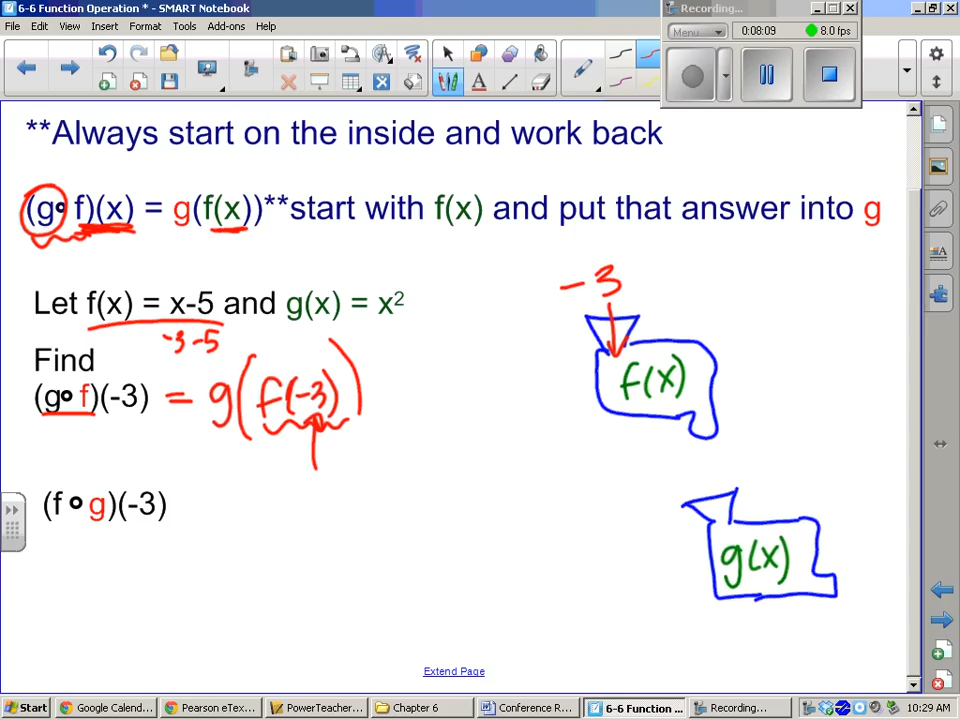 6-6 Function Operation * - SMART Notebook
Recording...
File Edit View Insert Format Tools Add-ons Help
Menu
0:08:09
8.0 fps
**Always start on the inside and work back
(g∘f)(x) = g(f(x))**start with f(x) and put that answer into g
-3
Let f(x) = x-5 and g(x) = x²
-3 -5
Find
f(x)
(g∘f)(-3) = g(f(-3))
(f∘g)(-3)
g(x)
Extend Page
Start
Google Calend...
Pearson eTex...
PowerTeacher...
Chapter 6
Conference R...
6-6 Function ...
Recording...
10:29 AM